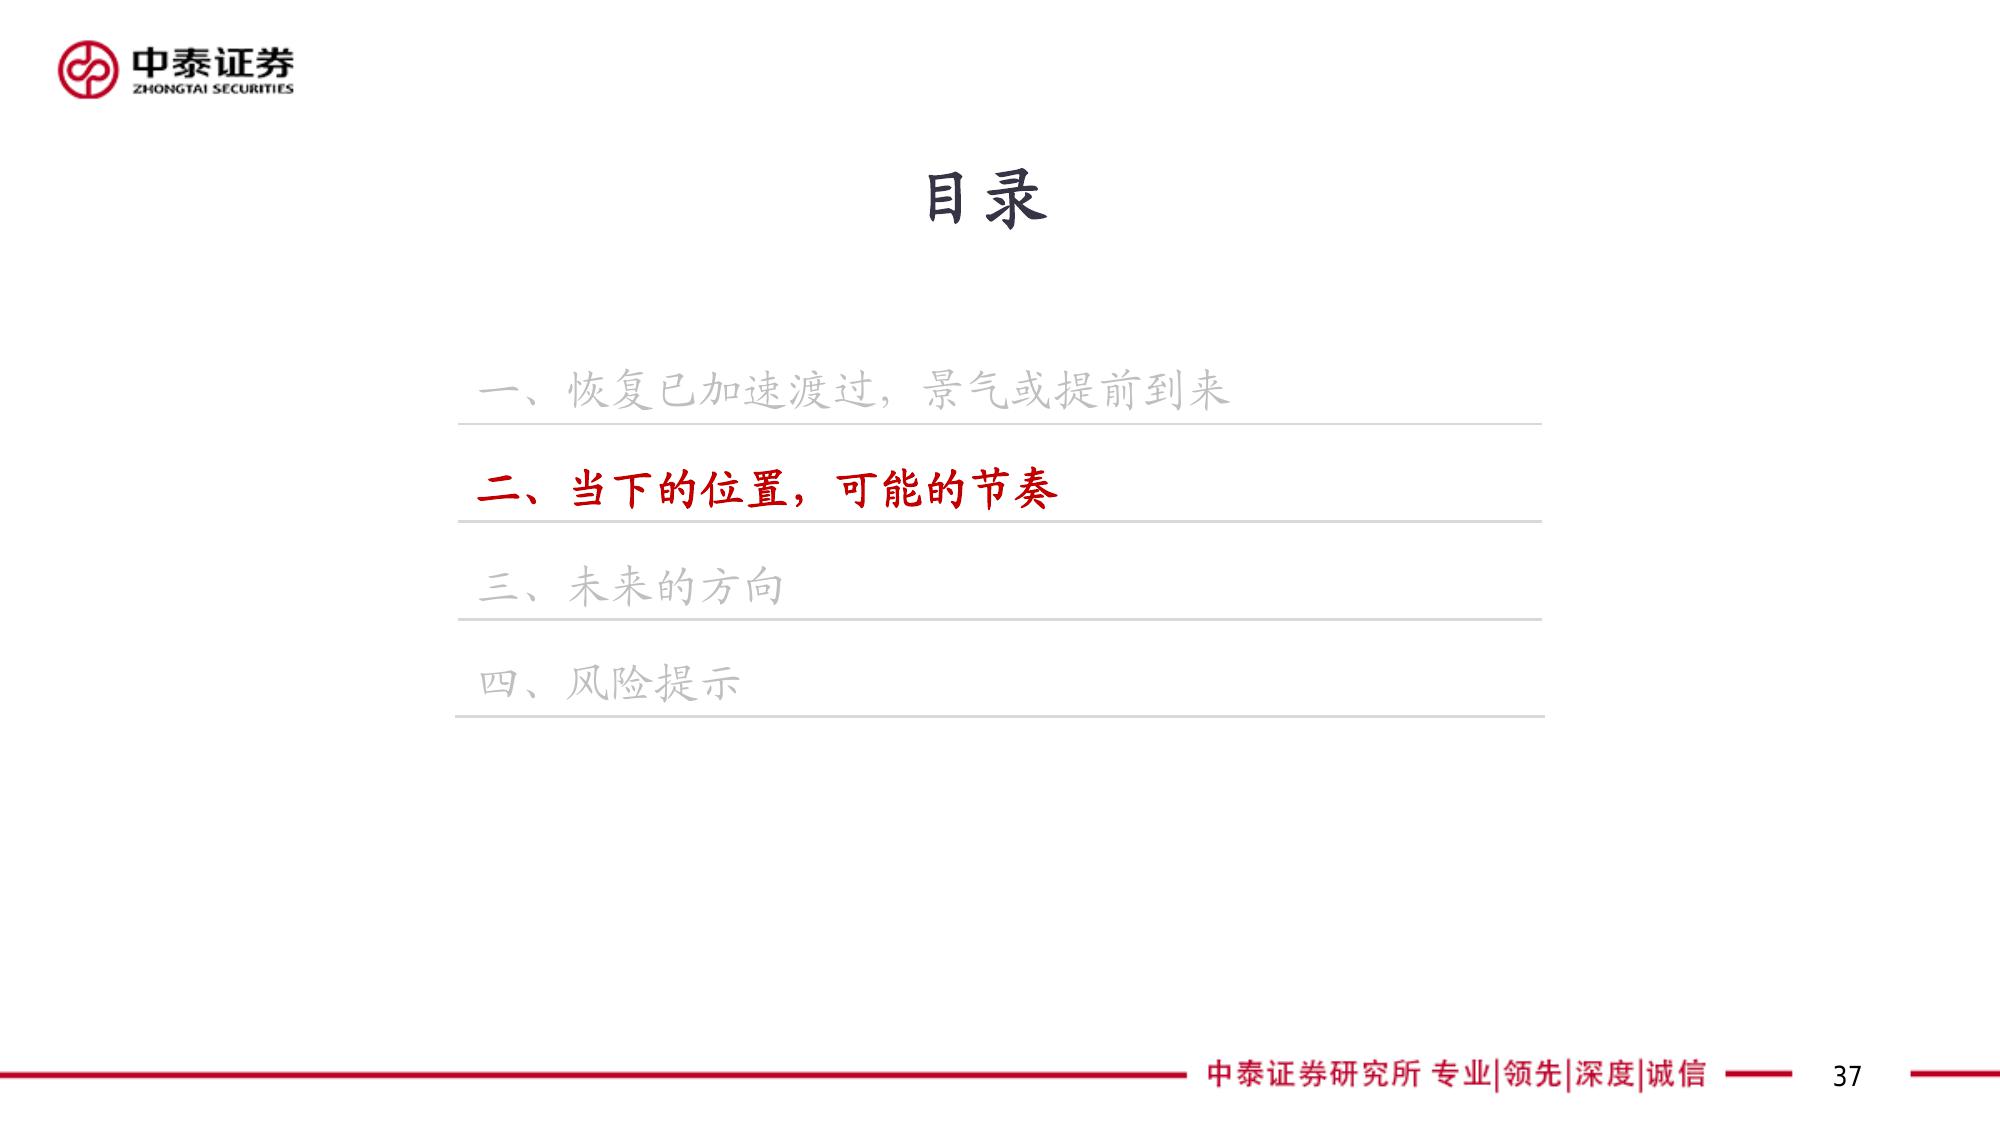 中泰证券
ZHONGTAI SECURITIES
目录
一、恢复已加速渡过，景气或提前到来
二、当下的位置，可能的节奏
三、未来的方向
四、风险提示
中泰证券研究所 专业|领先|深度|诚信
37